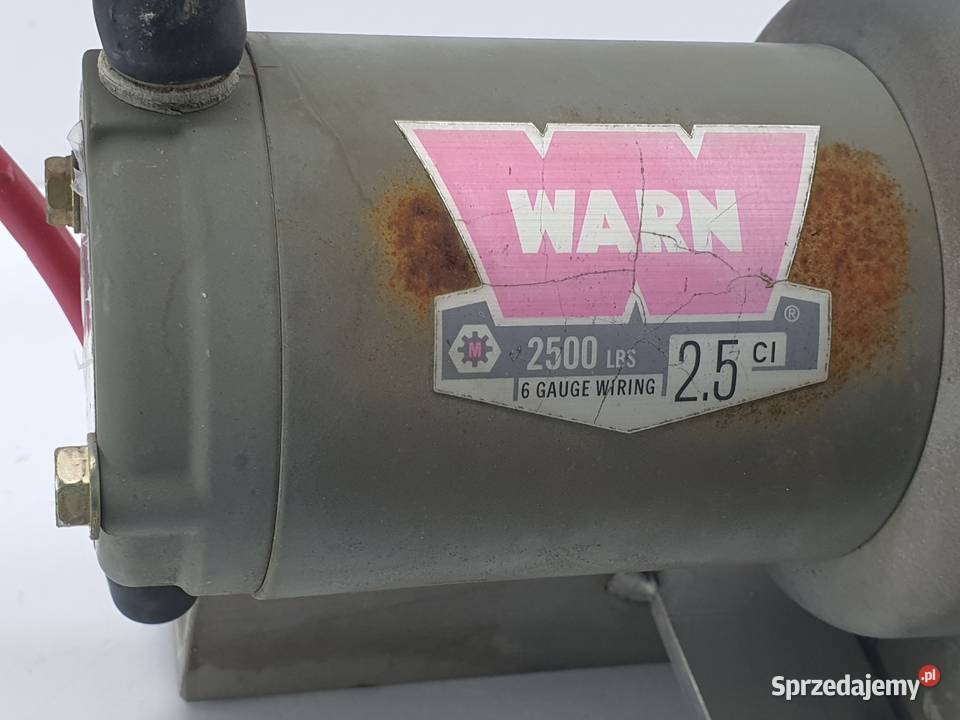 WARN
®
M
2500 LBS
6 GAUGE WIRING
2.5 CI
Sprzedajemy.pl